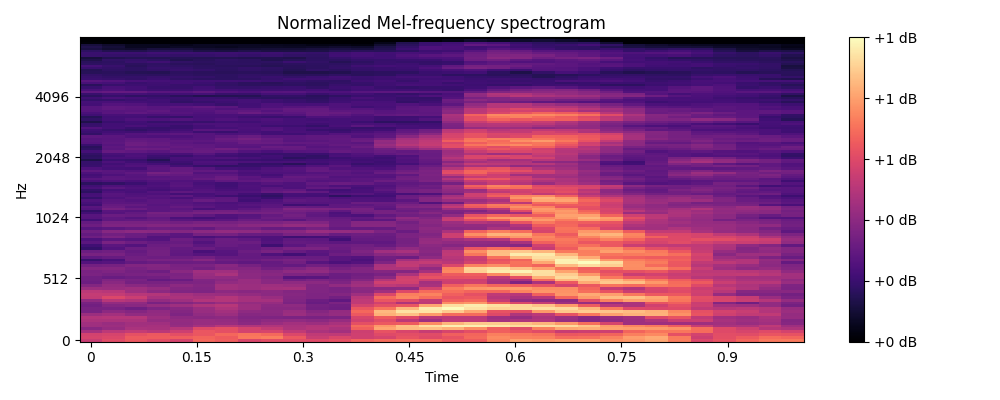 Normalized Mel-frequency spectrogram
+1 dB
4096
+1 dB
2048
+1 dB
Hz
1024
+0 dB
512
+0 dB
0
+0 dB
0 0.15 0.3 0.45 0.6 0.75 0.9
Time